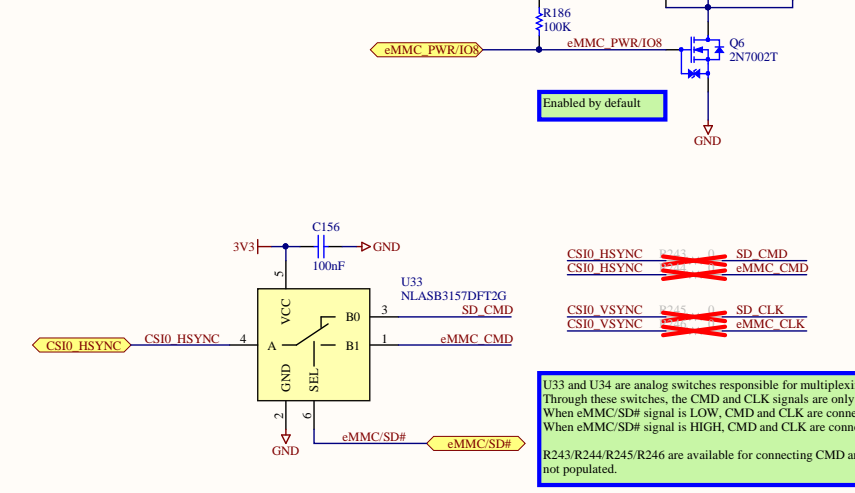 R186
100K
eMMC_PWR/IO8
eMMC_PWR/IO8
Q6
2N7002T
Enabled by default
GND
C156
3V3
GND
100nF
U33
NLASB3157DFT2G
5
VCC
B0
3
SD_CMD
CSI0_HSYNC
CSI0_HSYNC
4
A
B1
1
eMMC_CMD
GND
SEL
2
6
GND
eMMC/SD#
eMMC/SD#
CSI0_HSYNC
R243
0
SD_CMD
CSI0_HSYNC
eMMC_CMD
CSI0_VSYNC
R245
0
SD_CLK
CSI0_VSYNC
eMMC_CLK
U33 and U34 are analog switches responsible for multiplexi
Through these switches, the CMD and CLK signals are only
When eMMC/SD# signal is LOW, CMD and CLK are conne
When eMMC/SD# signal is HIGH, CMD and CLK are conn
R243/R244/R245/R246 are available for connecting CMD a
not populated.